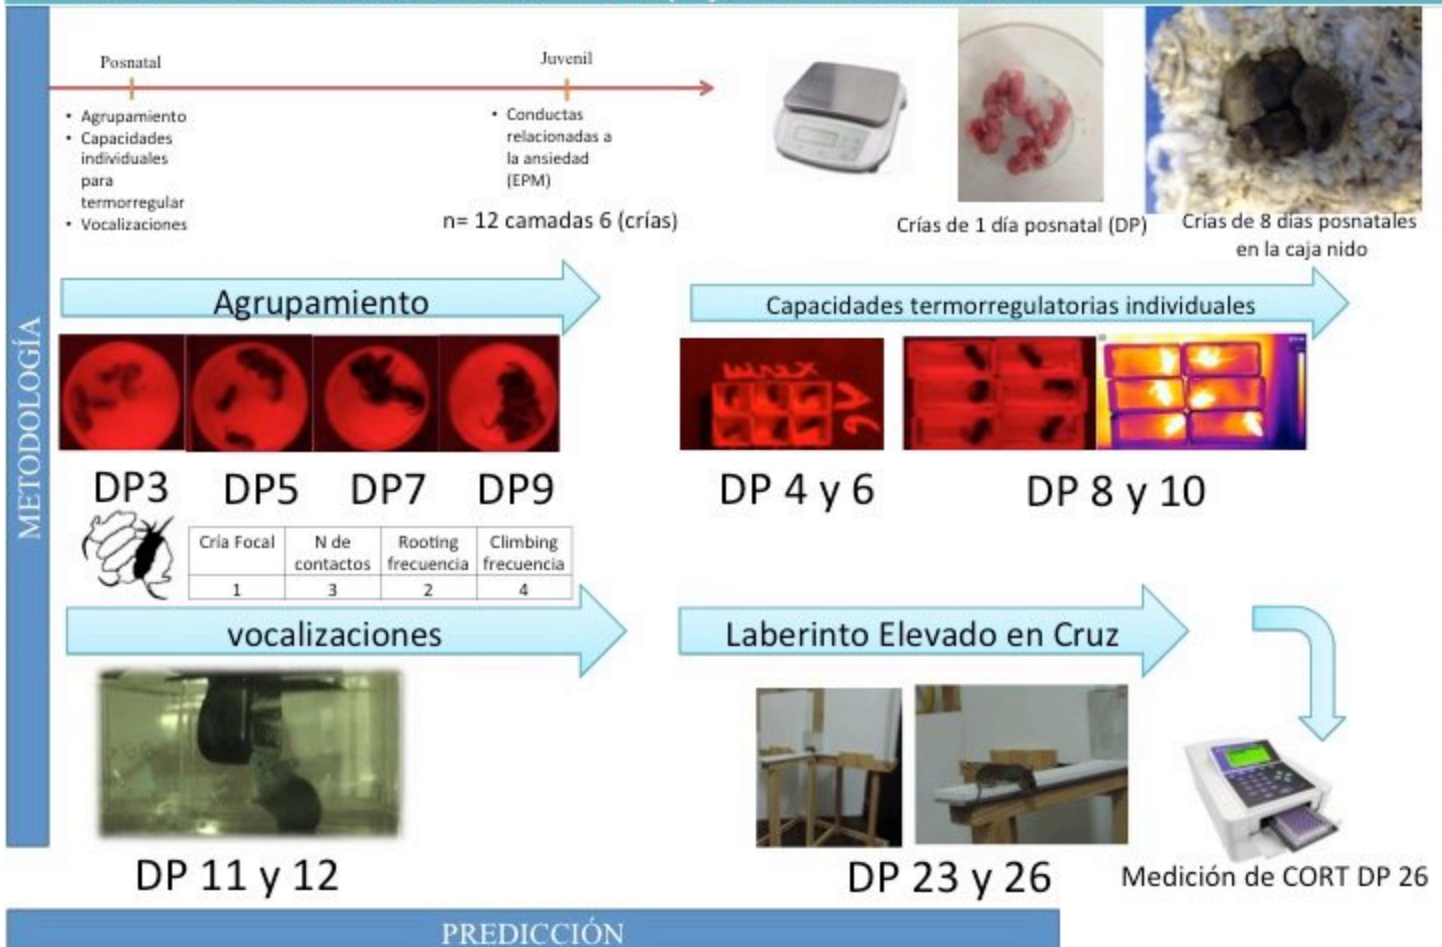 Posnatal
• Agrupamiento
• Capacidades
individuales
para
termorregular
• Vocalizaciones
Juvenil
• Conductas
relacionadas a
la ansiedad
(EPM)
n= 12 camadas 6 (crías)
Crías de 1 día posnatal (DP)
Crías de 8 días posnatales
en la caja nido
METODOLOGÍA
Agrupamiento
Capacidades termorregulatorias individuales
DP3 DP5 DP7 DP9
DP 4 y 6
DP 8 y 10
Cría Focal N de contactos Rooting frecuencia Climbing frecuencia
1 3 2 4
vocalizaciones
Laberinto Elevado en Cruz
DP 11 y 12
DP 23 y 26
Medición de CORT DP 26
PREDICCIÓN